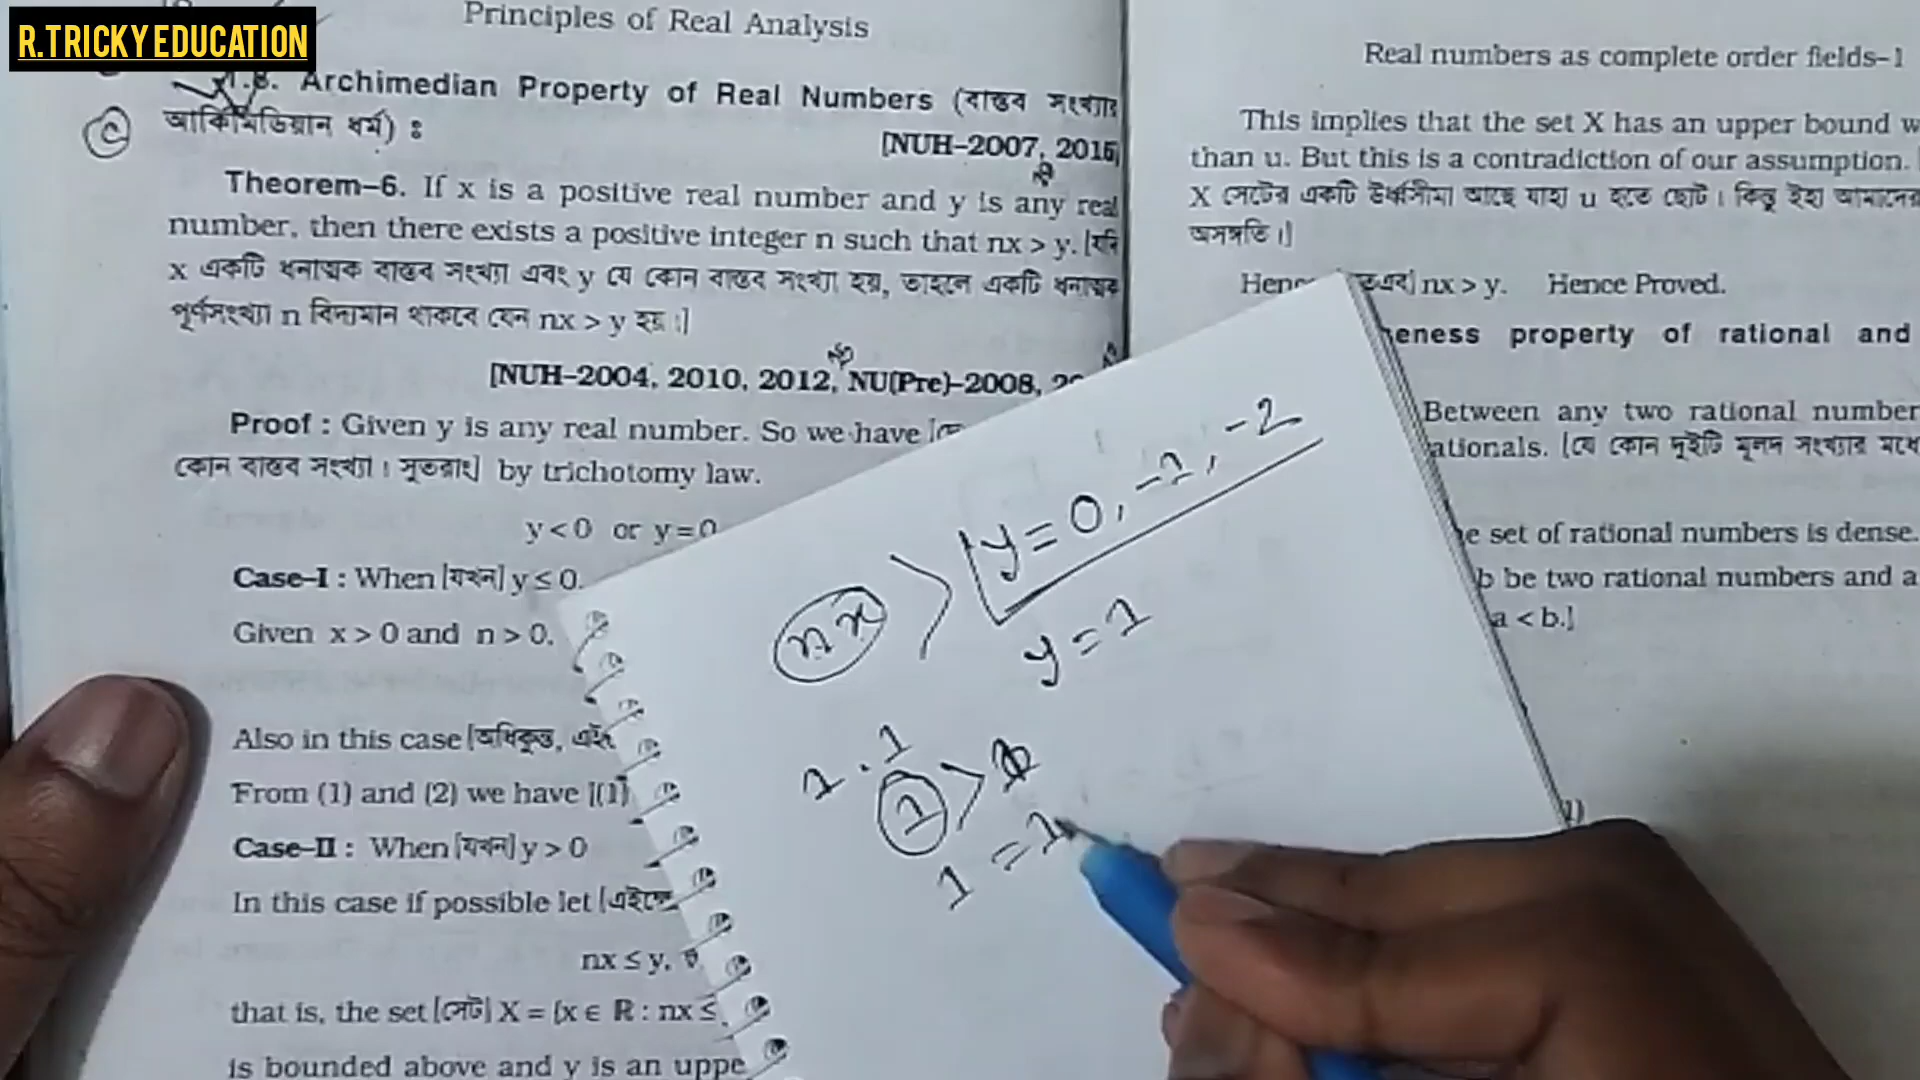 R.TRICKY EDUCATION
Principles of Real Analysis
1.8. Archimedian Property of Real Numbers (বাস্তব সংখ্যার
আর্কিমিডিয়ান ধর্ম) :
[NUH-2007, 2015]
Theorem-6. If x is a positive real number and y is any real
number, then there exists a positive integer n such that nx > y. [যদি
x একটি ধনাত্মক বাস্তব সংখ্যা এবং y যে কোন বাস্তব সংখ্যা হয়, তাহলে একটি ধনাত্মক
পূর্ণসংখ্যা n বিদ্যমান থাকবে যেন nx > y হয়।]
[NUH-2004, 2010, 2012, NU(Pre)-2008,
Proof : Given y is any real number. So we have
কোন বাস্তব সংখ্যা। সুতরাং] by trichotomy law.
y < 0 or y = 0
Case-I : When [যখন] y ≤ 0.
Given x > 0 and n > 0.
Also in this case [অধিকন্তু,
From (1) and (2) we have [(1)
Case-II : When [যখন] y > 0
In this case if possible let
nx ≤ y,
that is, the set [সেট] X = {x ∈ ℝ : nx ≤
is bounded above and y is an uppe
Real numbers as complete order fields-1
This implies that the set X has an upper bound w
than u. But this is a contradiction of our assumption.
X সেটের একটি উর্ধ্বসীমা আছে যাহা u হতে ছোট। কিন্তু ইহা আমাদের
অসঙ্গতি।]
Hence nx > y. Hence Proved.
eness property of rational and
Between any two rational number
ationals. [যে কোন দুইটি মূলদ সংখ্যার মধ্যে
e set of rational numbers is dense.
b be two rational numbers and a
a < b.]
nx > y = 0, -1, -2
y = 1
1 . 1
1 >
1 = 1